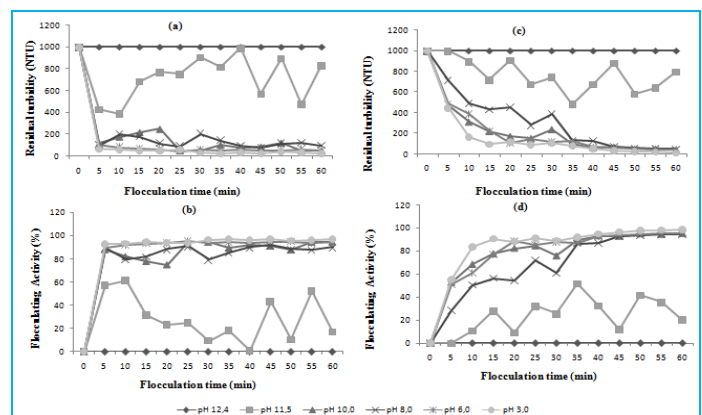 (a)
Residual turbidity (NTU)
1200
1000
800
600
400
200
0
0 5 10 15 20 25 30 35 40 45 50 55 60
Flocculation time (min)
(c)
Residual turbidity (NTU)
1200
1000
800
600
400
200
0
0 5 10 15 20 25 30 35 40 45 50 55 60
Flocculation time (min)
(b)
Flocculating Activity (%)
120
100
80
60
40
20
0
0 5 10 15 20 25 30 35 40 45 50 55 60
Flocculation time (min)
(d)
Flocculating Activity (%)
120
100
80
60
40
20
0
0 5 10 15 20 25 30 35 40 45 50 55 60
Flocculation time (min)
pH 12,4 pH 11,5 pH 10,0 pH 8,0 pH 6,0 pH 3,0